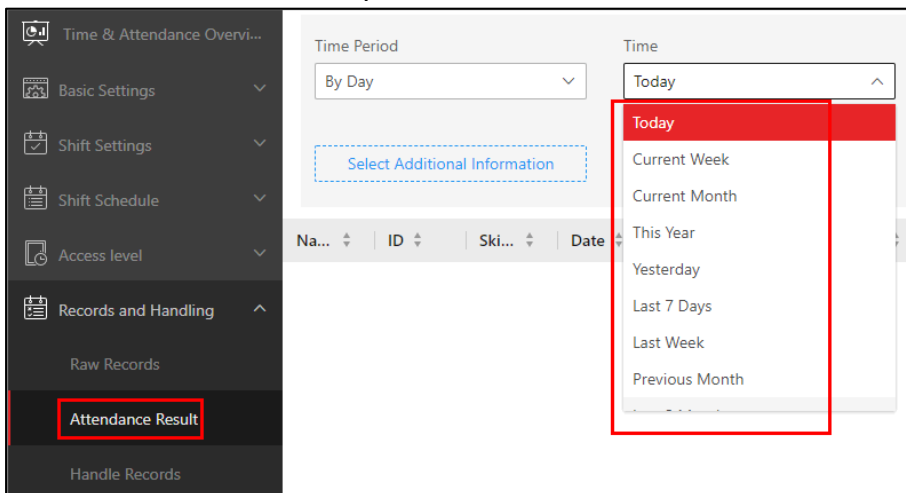 Time & Attendance Overvi...
Basic Settings
Shift Settings
Shift Schedule
Access level
Records and Handling
Raw Records
Attendance Result
Handle Records
Time Period
By Day
Select Additional Information
Time
Today
Today
Current Week
Current Month
This Year
Yesterday
Last 7 Days
Last Week
Previous Month
Na... ID Ski... Date